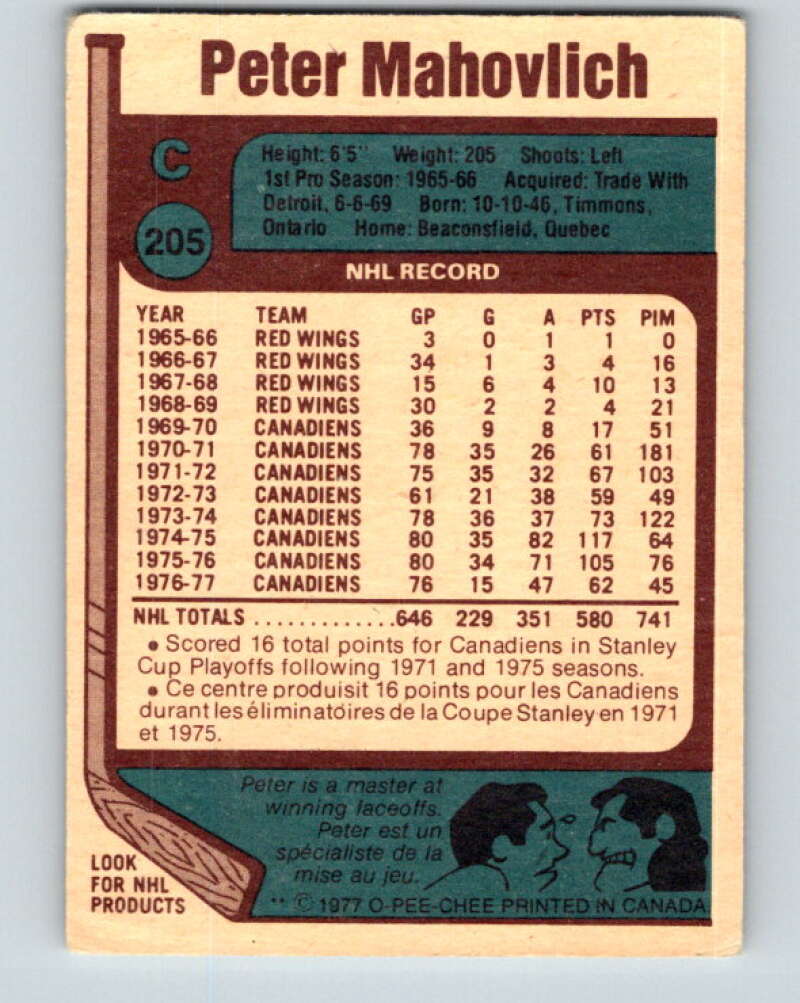 Peter Mahovlich
C
205
Height: 6'5" Weight: 205 Shoots: Left
1st Pro Season: 1965-66 Acquired: Trade With
Detroit, 6-6-69 Born: 10-10-46, Timmons,
Ontario Home: Beaconsfield, Quebec
NHL RECORD
YEAR TEAM GP G A PTS PIM
1965-66 RED WINGS 3 0 1 1 0
1966-67 RED WINGS 34 1 3 4 16
1967-68 RED WINGS 15 6 4 10 13
1968-69 RED WINGS 30 2 2 4 21
1969-70 CANADIENS 36 9 8 17 51
1970-71 CANADIENS 78 35 26 61 181
1971-72 CANADIENS 75 35 32 67 103
1972-73 CANADIENS 61 21 38 59 49
1973-74 CANADIENS 78 36 37 73 122
1974-75 CANADIENS 80 35 82 117 64
1975-76 CANADIENS 80 34 71 105 76
1976-77 CANADIENS 76 15 47 62 45
NHL TOTALS .............646 229 351 580 741
• Scored 16 total points for Canadiens in Stanley
Cup Playoffs following 1971 and 1975 seasons.
• Ce centre produisit 16 points pour les Canadiens
durant les éliminatoires de la Coupe Stanley en 1971
et 1975.
Peter is a master at
winning faceoffs.
Peter est un
spécialiste de la
mise au jeu.
LOOK
FOR NHL
PRODUCTS
** © 1977 O-PEE-CHEE PRINTED IN CANADA